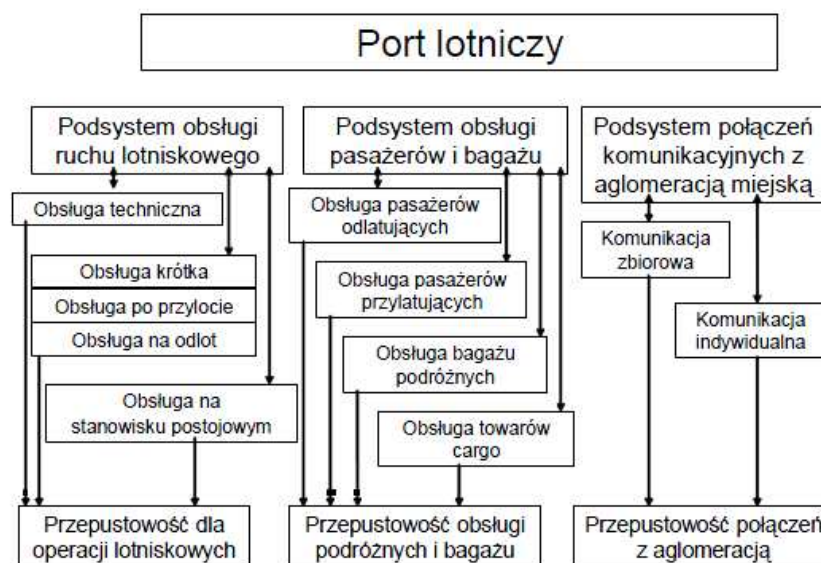 Port lotniczy
Podsystem obsługi
ruchu lotniskowego
Obsługa techniczna
Obsługa krótka
Obsługa po przylocie
Obsługa na odlot
Obsługa na
stanowisku postojowym
Przepustowość dla
operacji lotniskowych
Podsystem obsługi
pasażerów i bagażu
Obsługa pasażerów
odlatujących
Obsługa pasażerów
przylatujących
Obsługa bagażu
podróżnych
Obsługa towarów
cargo
Przepustowość obsługi
podróżnych i bagażu
Podsystem połączeń
komunikacyjnych z
aglomeracją miejską
Komunikacja
zbiorowa
Komunikacja
indywidualna
Przepustowość połączeń
z aglomeracją